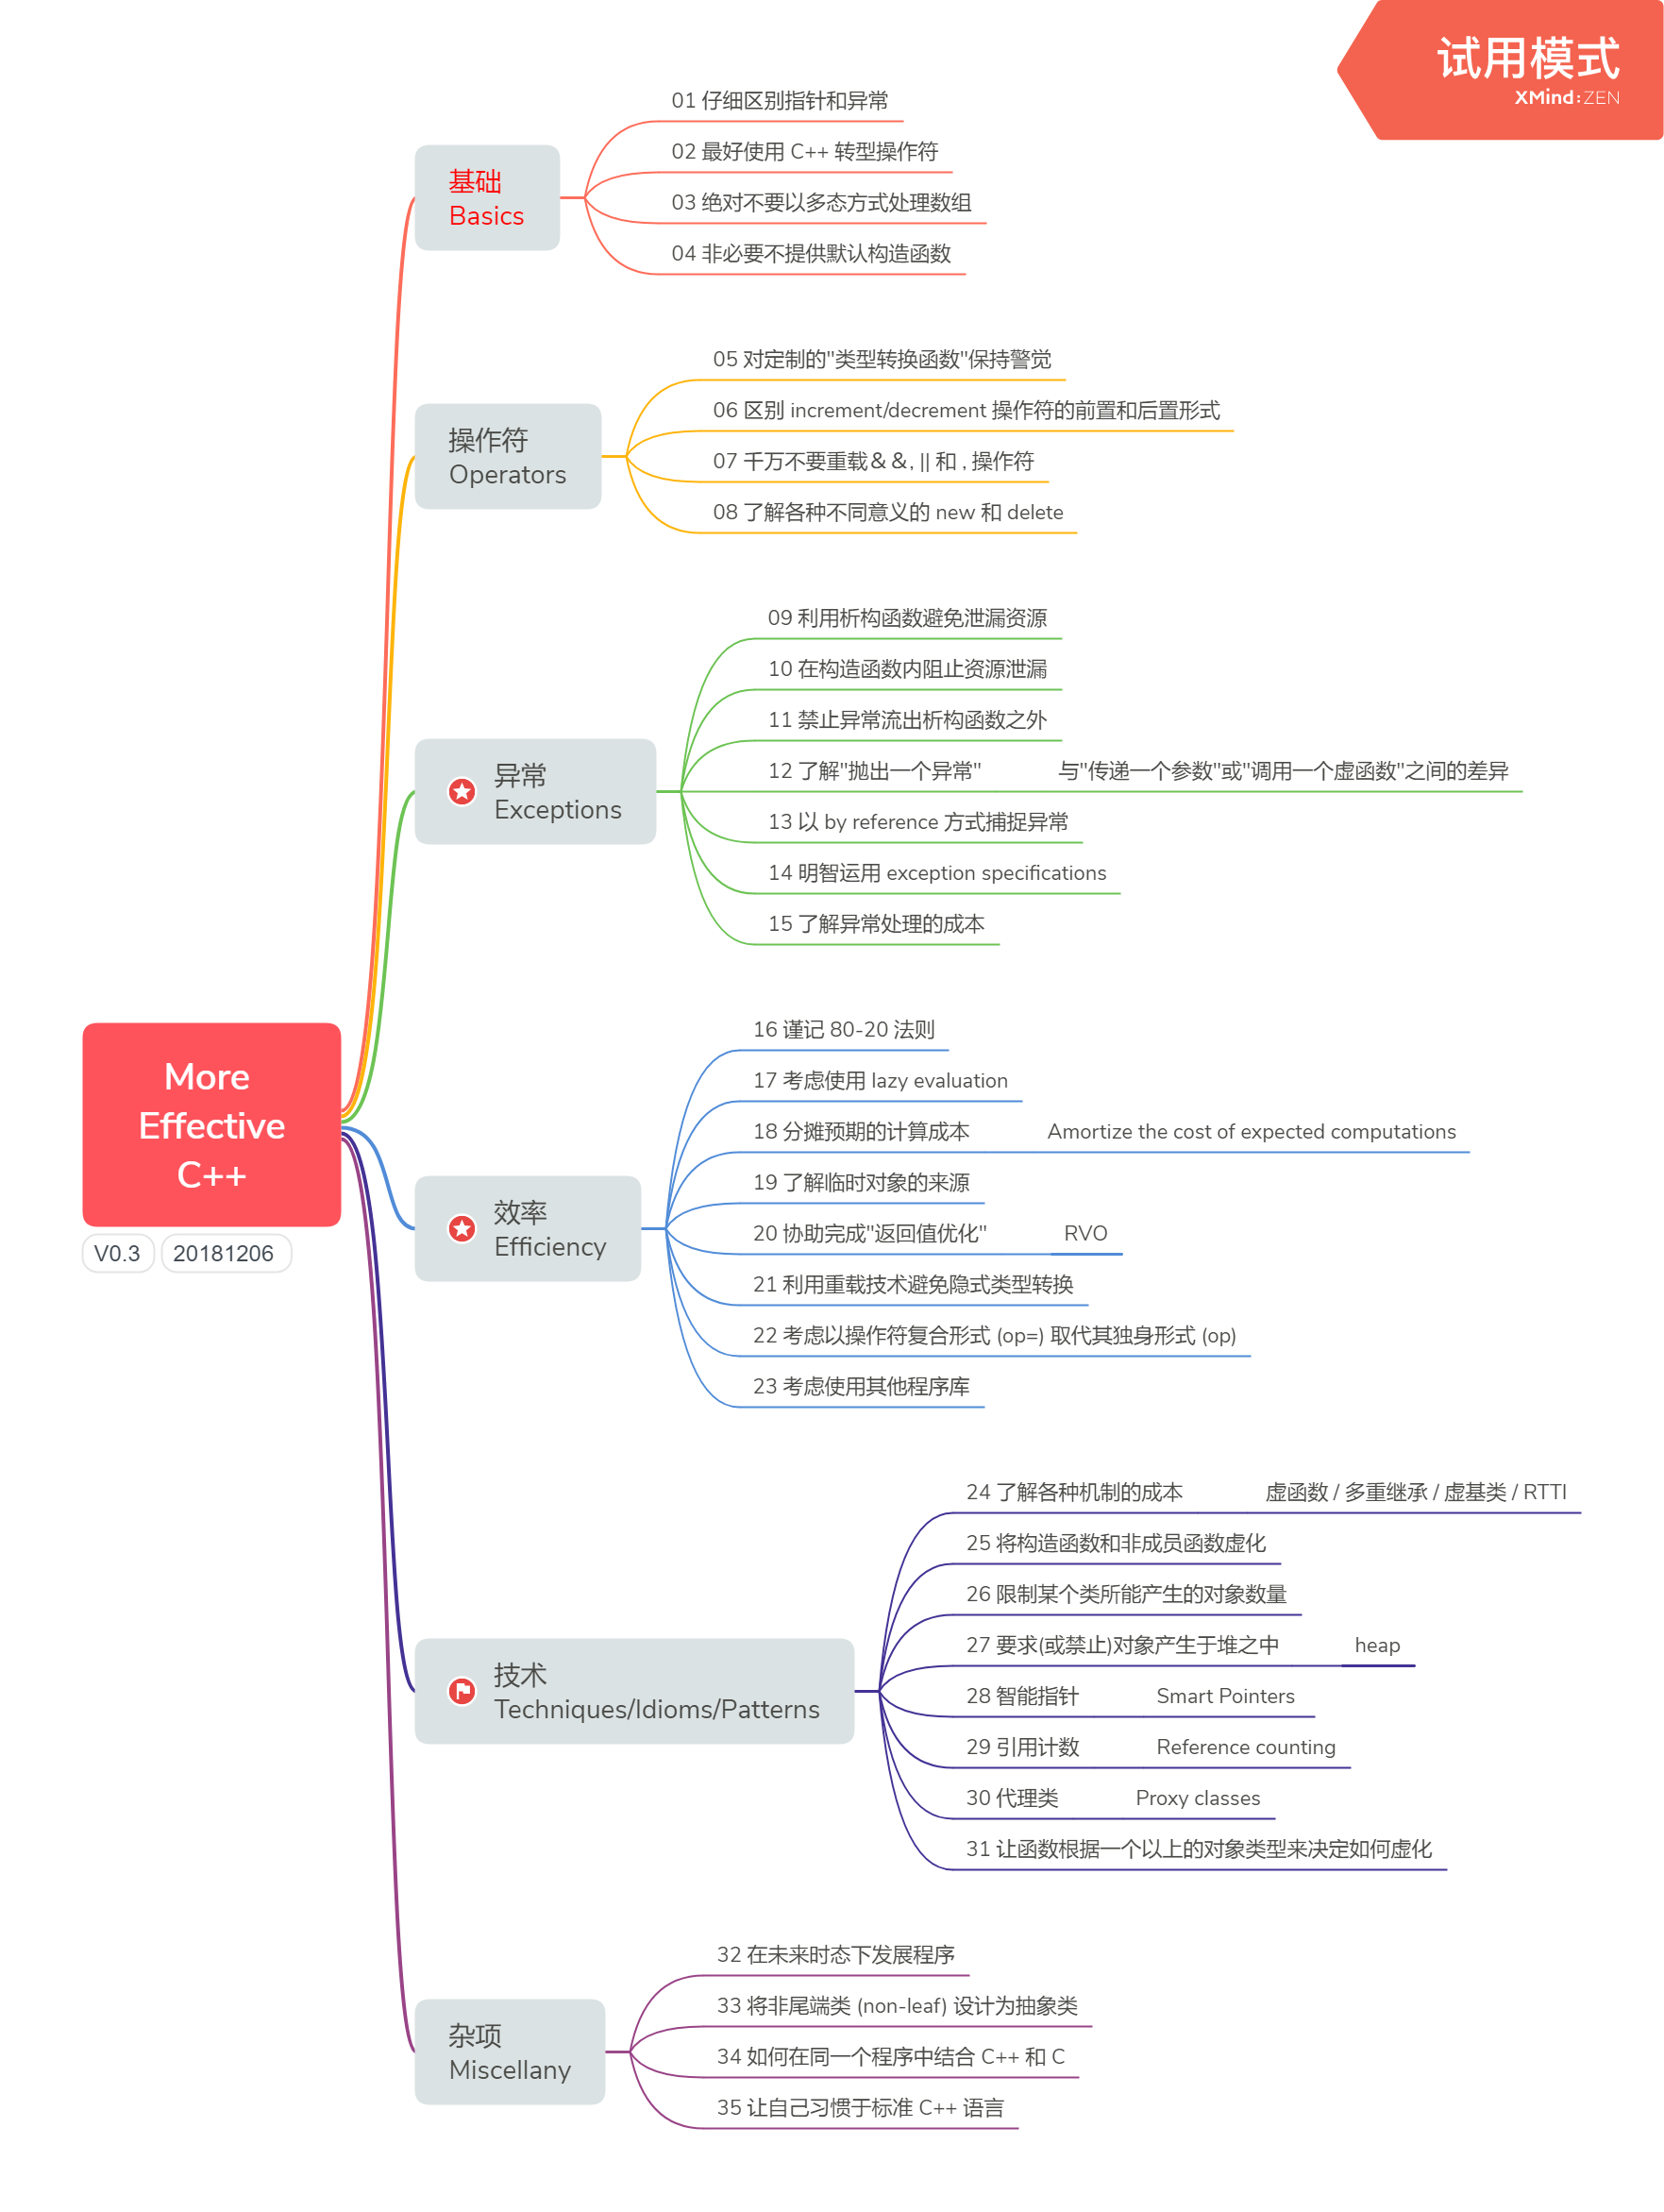 试用模式
XMind:ZEN
More
Effective
C++
V0.3 20181206
基础
Basics
01 仔细区别指针和异常
02 最好使用 C++ 转型操作符
03 绝对不要以多态方式处理数组
04 非必要不提供默认构造函数
操作符
Operators
05 对定制的"类型转换函数"保持警觉
06 区别 increment/decrement 操作符的前置和后置形式
07 千万不要重载＆＆, || 和 , 操作符
08 了解各种不同意义的 new 和 delete
异常
Exceptions
09 利用析构函数避免泄漏资源
10 在构造函数内阻止资源泄漏
11 禁止异常流出析构函数之外
12 了解"抛出一个异常" 与"传递一个参数"或"调用一个虚函数"之间的差异
13 以 by reference 方式捕捉异常
14 明智运用 exception specifications
15 了解异常处理的成本
效率
Efficiency
16 谨记 80-20 法则
17 考虑使用 lazy evaluation
18 分摊预期的计算成本 Amortize the cost of expected computations
19 了解临时对象的来源
20 协助完成"返回值优化" RVO
21 利用重载技术避免隐式类型转换
22 考虑以操作符复合形式 (op=) 取代其独身形式 (op)
23 考虑使用其他程序库
技术
Techniques/Idioms/Patterns
24 了解各种机制的成本 虚函数 / 多重继承 / 虚基类 / RTTI
25 将构造函数和非成员函数虚化
26 限制某个类所能产生的对象数量
27 要求(或禁止)对象产生于堆之中 heap
28 智能指针 Smart Pointers
29 引用计数 Reference counting
30 代理类 Proxy classes
31 让函数根据一个以上的对象类型来决定如何虚化
杂项
Miscellany
32 在未来时态下发展程序
33 将非尾端类 (non-leaf) 设计为抽象类
34 如何在同一个程序中结合 C++ 和 C
35 让自己习惯于标准 C++ 语言